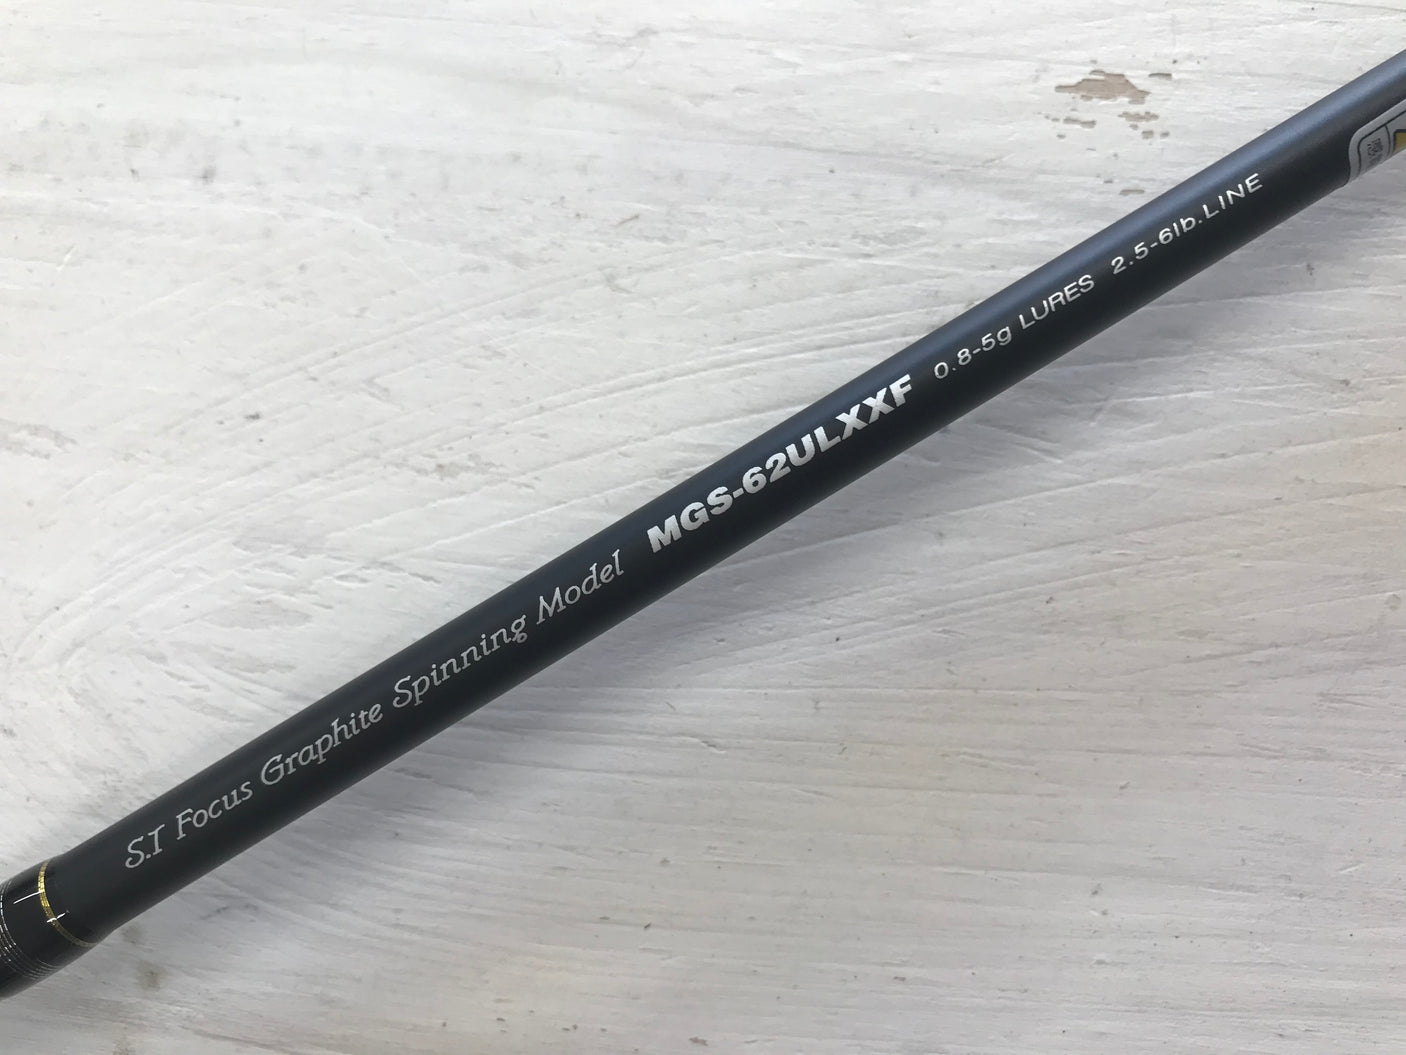 S.I Focus Graphite Spinning Model MGS-62ULXXF 0.8-5g LURES 2.5-6lb.LINE